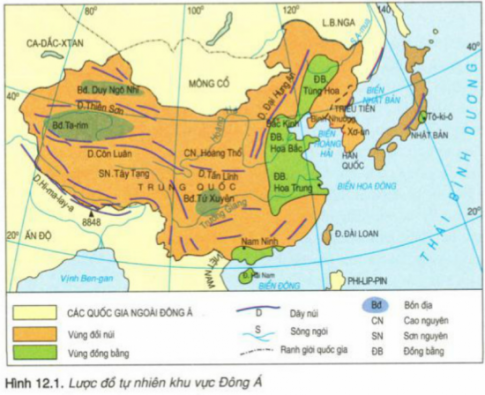 80°
100°
120°
140°
L.B.NGA
CA-DẮC-XTAN
MÔNG CỔ
Bđ. Duy Ngô Nhĩ
D.Thiên Sơn
Bđ.Ta-rim
40°
40°
D.Đại Hưng An
ĐB.
Tùng Hoa
TRIỀU TIÊN
BIỂN
NHẬT BẢN
Tô-ki-ô
NHẬT BẢN
Bắc Kinh
Bình Nhưỡng
Xơ-un
HÀN
QUỐC
BIỂN
HOÀNG
HẢI
ĐB.
Hoa Bắc
D.Côn Luân
CN.Hoàng Thổ
SN.Tây Tạng
D.Tần Lĩnh
TRUNG QUỐC
ĐB.
Hoa Trung
BIỂN HOA ĐÔNG
D.Hi-ma-lay-a
8848
Bđ.Tứ Xuyên
Trường Giang
THÁI BÌNH DƯƠNG
20°
20°
ẤN ĐỘ
Nam Ninh
Đ.ĐÀI LOAN
Vịnh Ben-gan
Đ. Hải Nam
BIỂN ĐÔNG
PHI-LIP-PIN
CÁC QUỐC GIA NGOÀI ĐÔNG Á
Vùng đồi núi
Vùng đồng bằng
D Dãy núi
S Sông ngòi
Ranh giới quốc gia
Bđ Bồn địa
CN Cao nguyên
SN Sơn nguyên
ĐB Đồng bằng
Hình 12.1. Lược đồ tự nhiên khu vực Đông Á